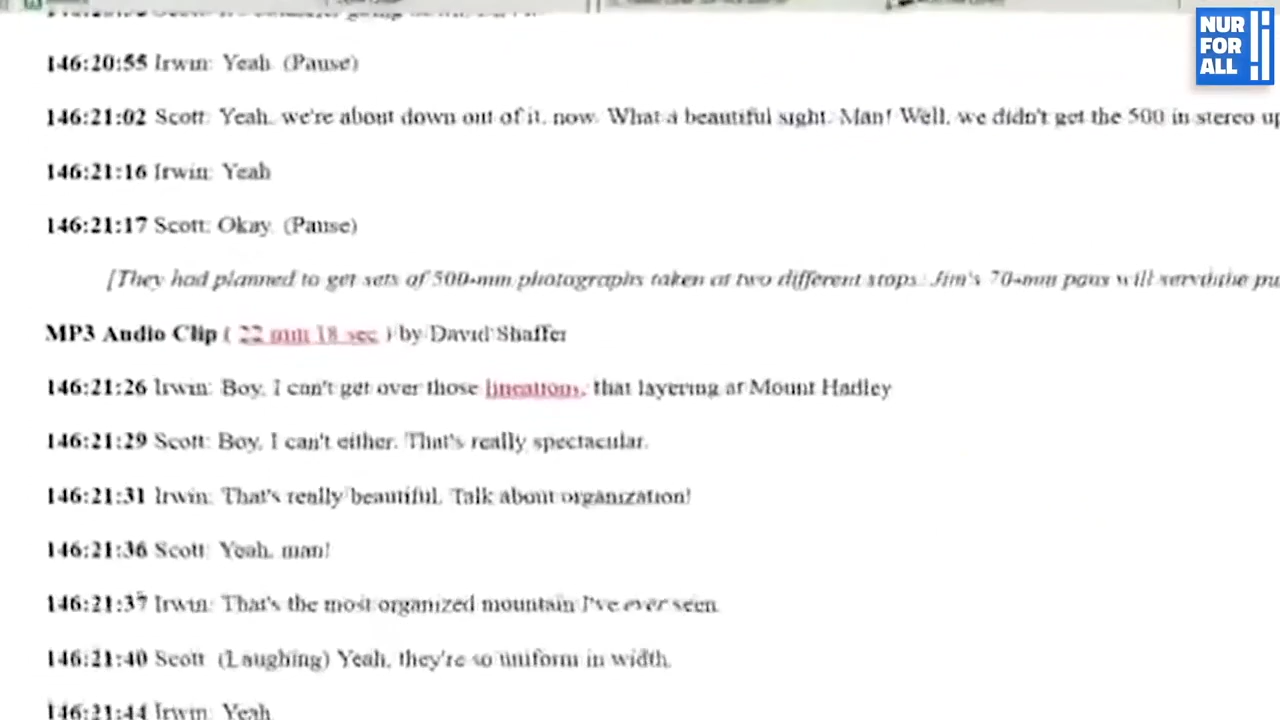 NUR
FOR
ALL
146:20:55 Irwin: Yeah. (Pause)
146:21:02 Scott: Yeah, we're about down out of it, now. What a beautiful sight. Man! Well, we didn't get the 500 in stereo up
146:21:16 Irwin: Yeah
146:21:17 Scott: Okay. (Pause)
[They had planned to get sets of 500-mm photographs taken at two different stops. Jim's 70-mm pans will serve the pu
MP3 Audio Clip ( 22 min 18 sec ) by David Shaffer
146:21:26 Irwin: Boy, I can't get over those lineations, that layering at Mount Hadley
146:21:29 Scott: Boy, I can't either. That's really spectacular.
146:21:31 Irwin: That's really beautiful. Talk about organization!
146:21:36 Scott: Yeah, man!
146:21:37 Irwin: That's the most organized mountain I've ever seen
146:21:40 Scott (Laughing) Yeah, they're so uniform in width.
146:21:44 Irwin: Yeah